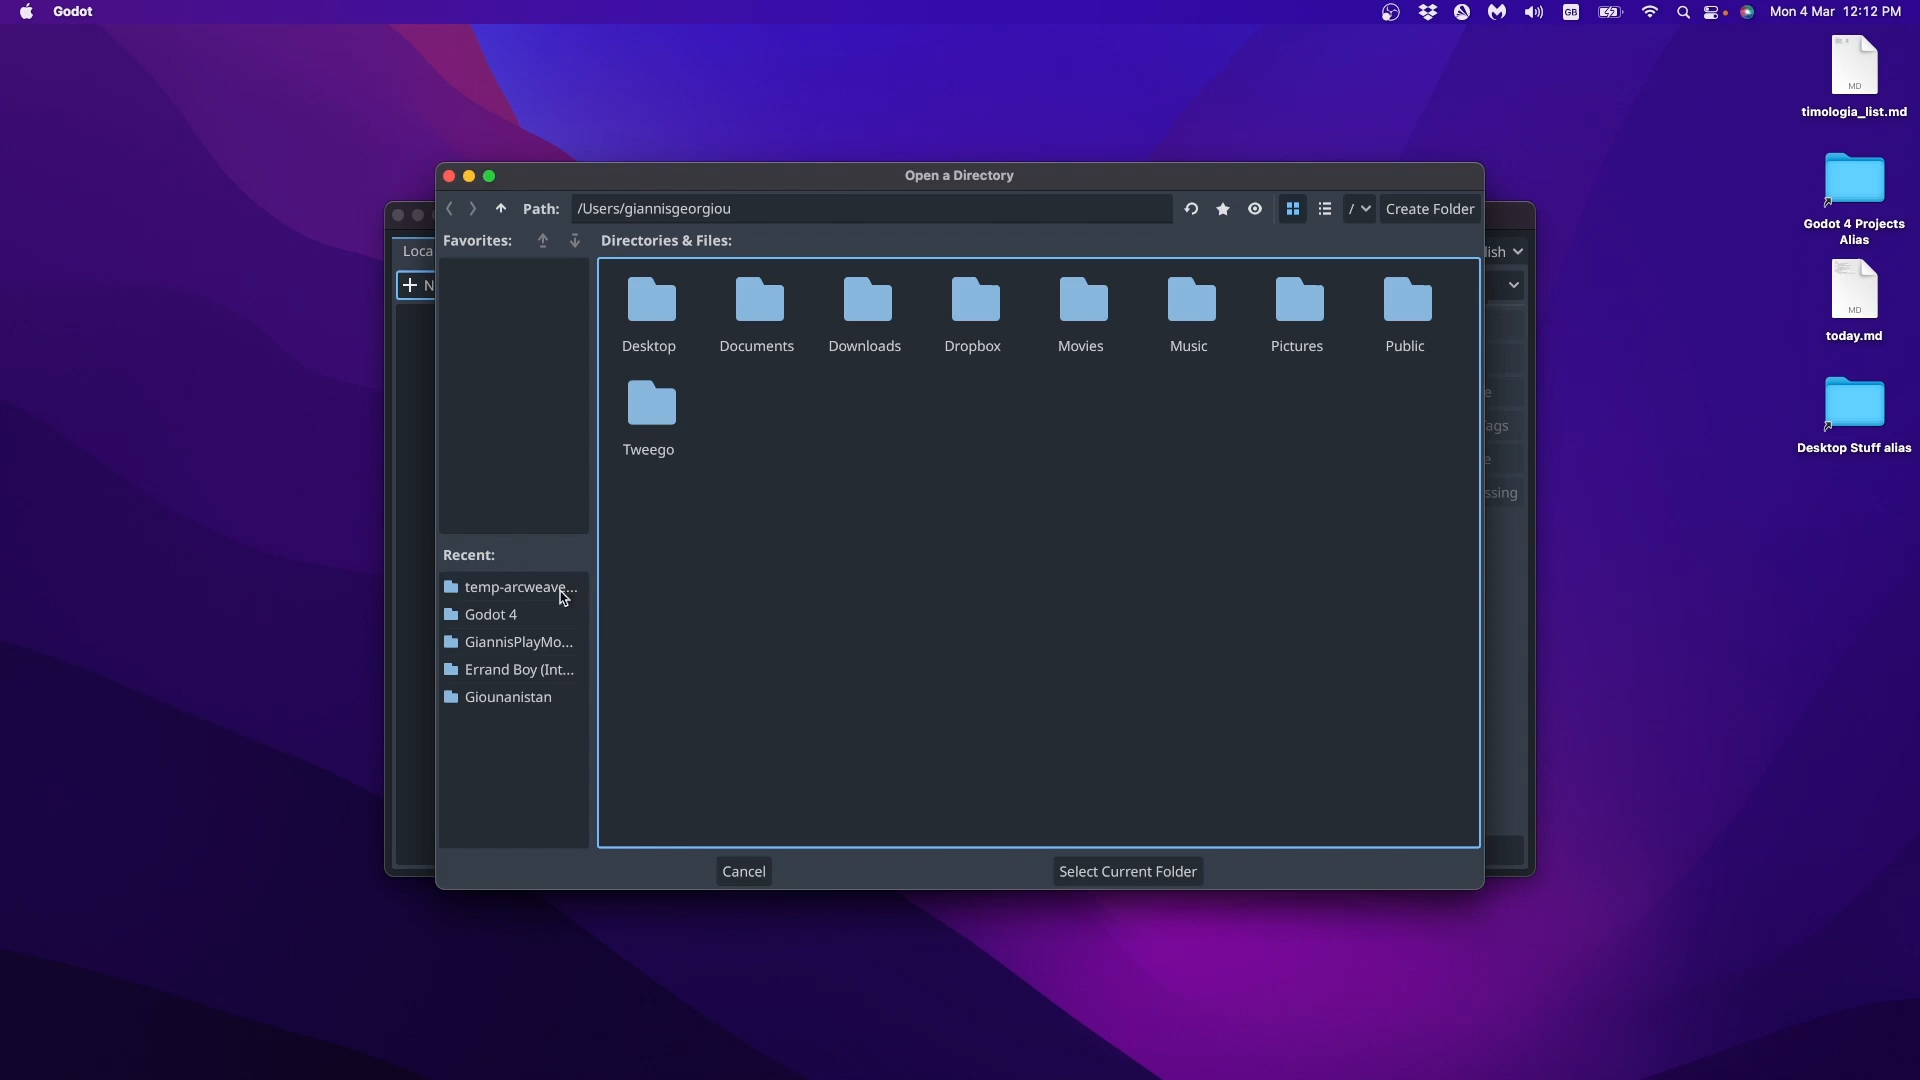 Godot
GB
Mon 4 Mar 12:12 PM
MD
timologia_list.md
Godot 4 Projects
Alias
MD
today.md
Desktop Stuff alias
Open a Directory
Path: /Users/giannisgeorgiou / Create Folder
Favorites: Directories & Files:
Loca
lish
N
Desktop Documents Downloads Dropbox Movies Music Pictures Public
Tweego
e
ags
e
ssing
Recent:
temp-arcweave...
Godot 4
GiannisPlayMo...
Errand Boy (Int...
Giounanistan
Cancel Select Current Folder